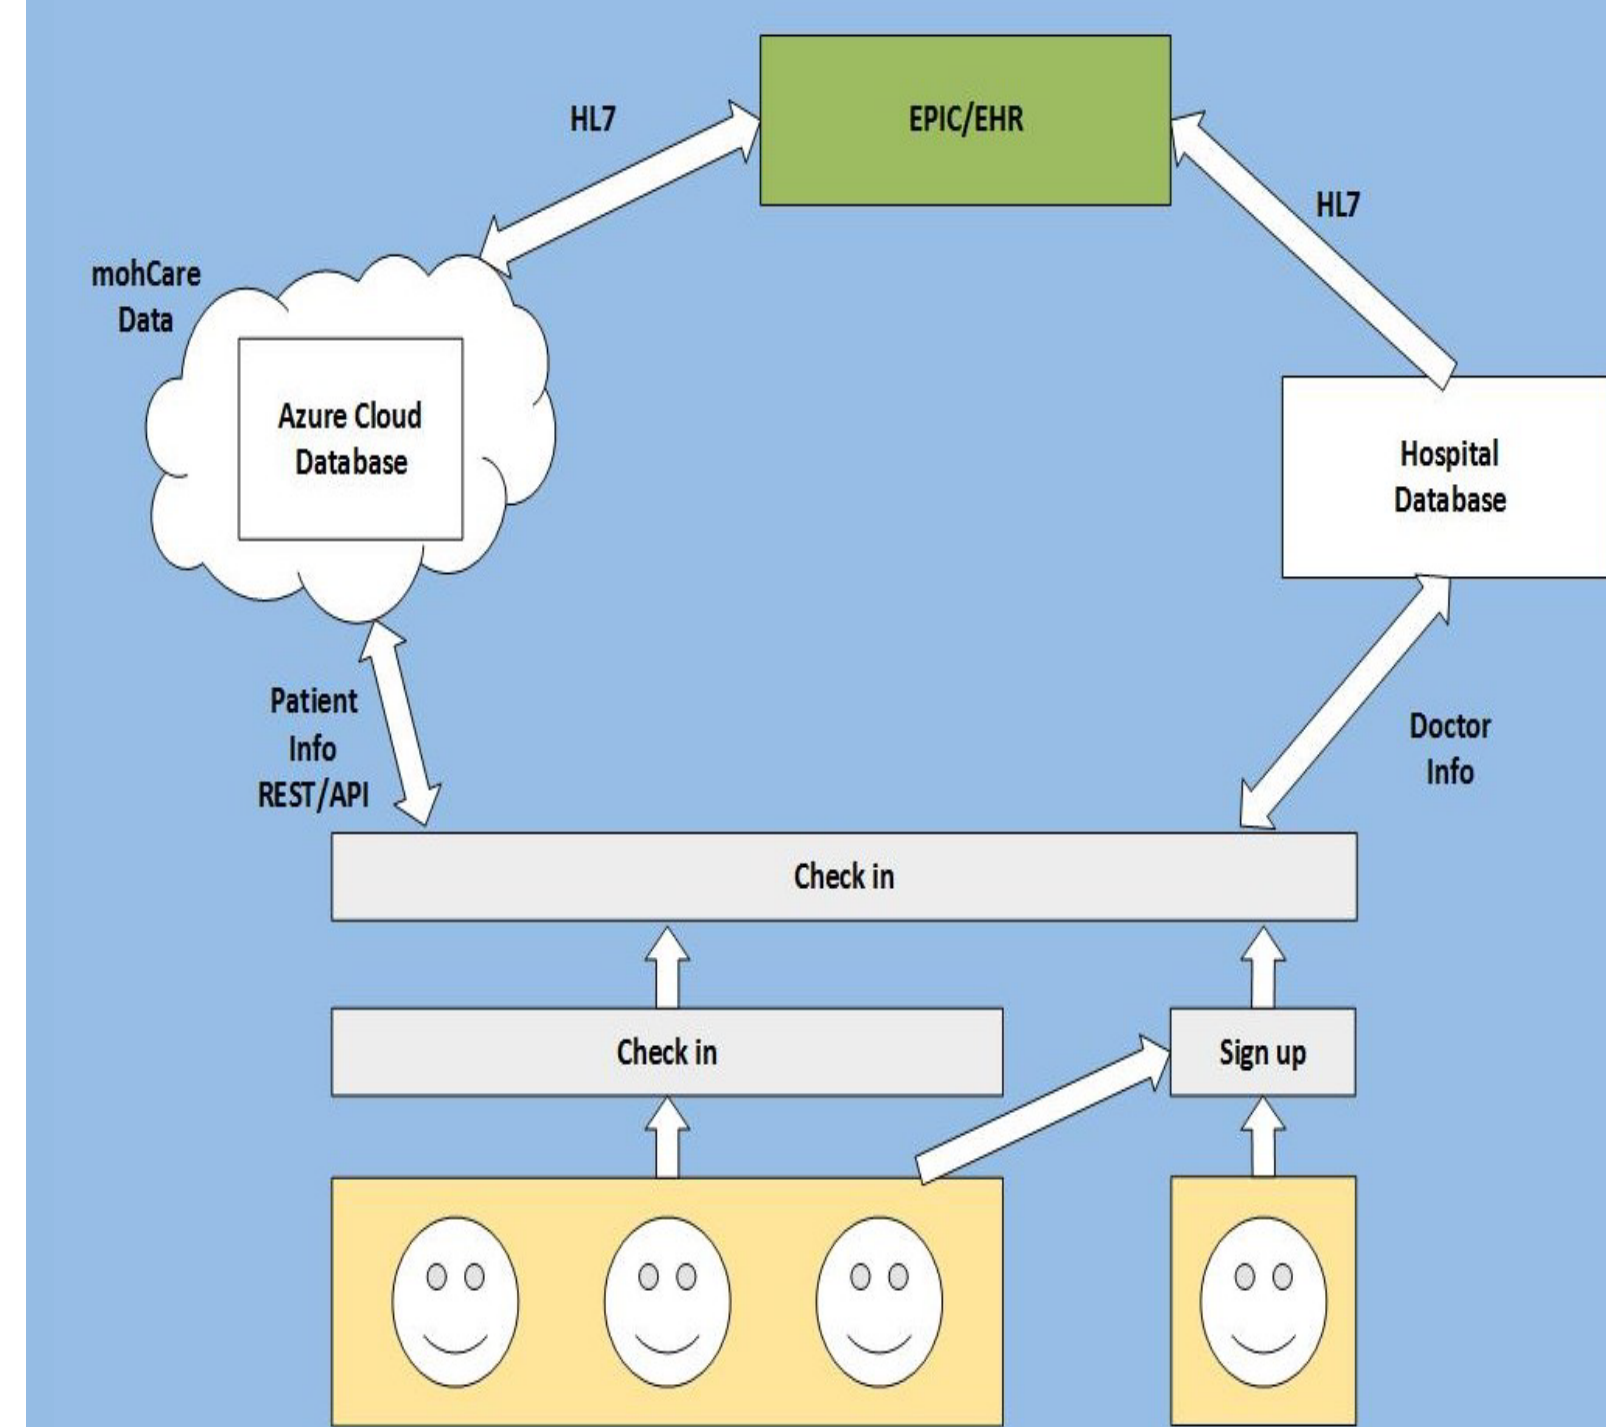 EPIC/EHR
HL7
HL7
mohCare
Data
Azure Cloud
Database
Hospital
Database
Patient
Info
REST/API
Doctor
Info
Check in
Check in
Sign up